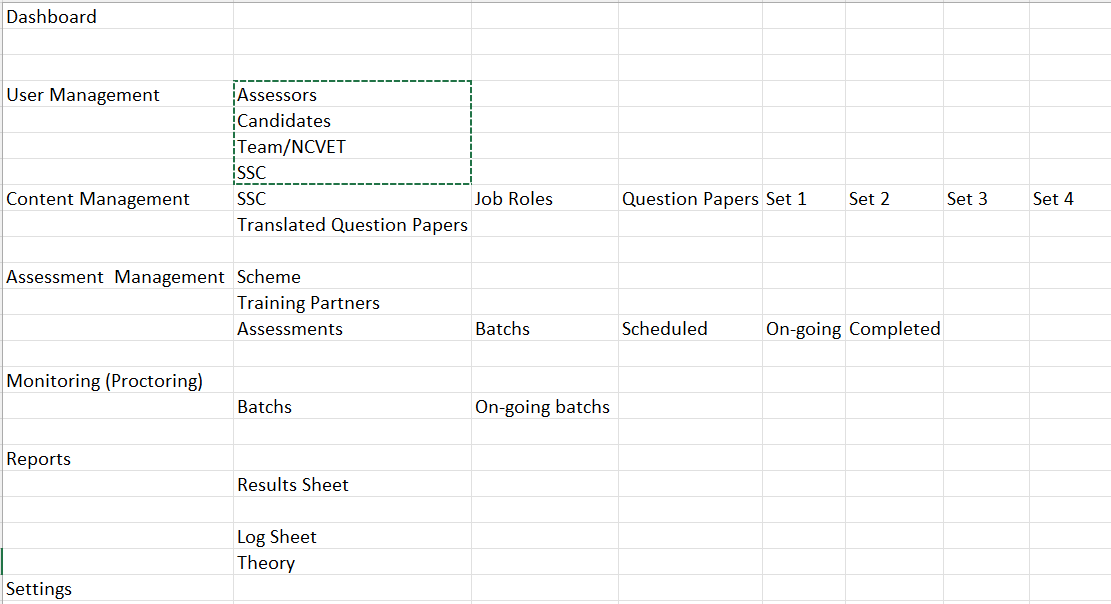 Dashboard
User Management Assessors
Candidates
Team/NCVET
SSC
Content Management SSC Job Roles Question Papers Set 1 Set 2 Set 3 Set 4
Translated Question Papers
Assessment  Management Scheme
Training Partners
Assessments Batchs Scheduled On-going Completed
Monitoring (Proctoring)
Batchs On-going batchs
Reports
Results Sheet
Log Sheet
Theory
Settings